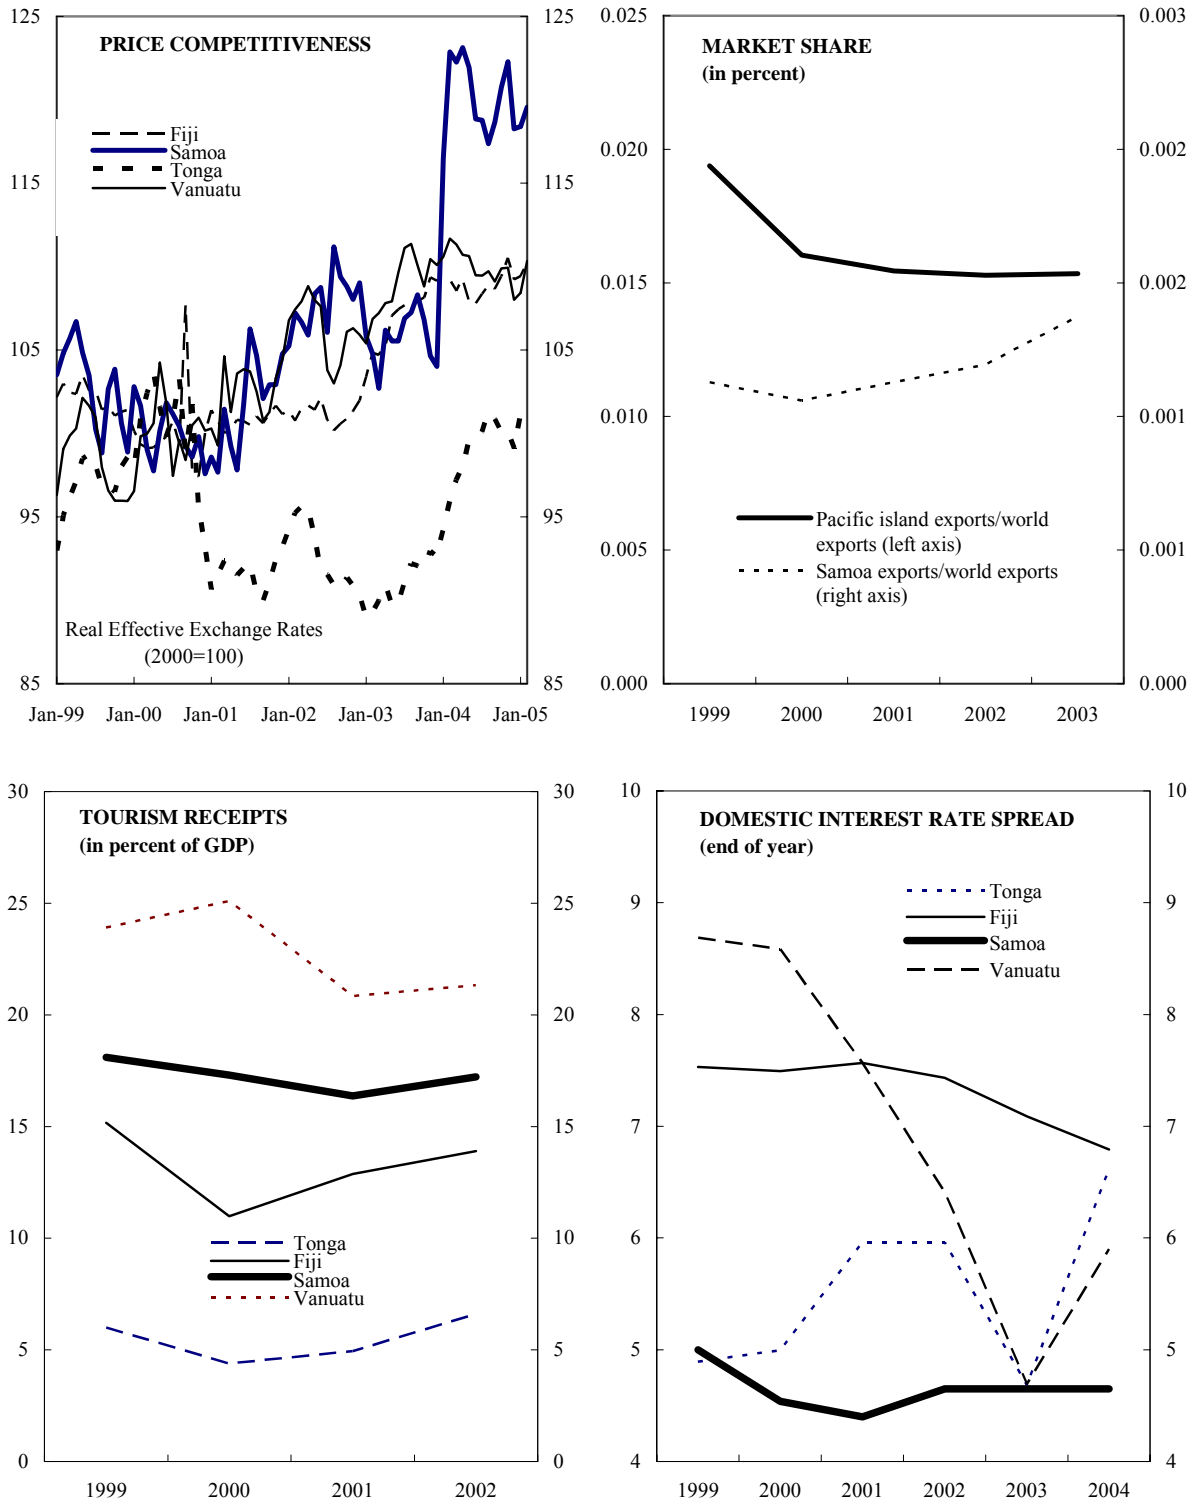 PRICE COMPETITIVENESS
125
115
105
95
85
125
115
105
95
85
Fiji
Samoa
Tonga
Vanuatu
Real Effective Exchange Rates
(2000=100)
Jan-99 Jan-00 Jan-01 Jan-02 Jan-03 Jan-04 Jan-05
MARKET SHARE
(in percent)
0.025
0.020
0.015
0.010
0.005
0.000
0.003
0.002
0.002
0.001
0.001
0.000
Pacific island exports/world
exports (left axis)
Samoa exports/world exports
(right axis)
1999 2000 2001 2002 2003
TOURISM RECEIPTS
(in percent of GDP)
30
25
20
15
10
5
0
30
25
20
15
10
5
0
Tonga
Fiji
Samoa
Vanuatu
1999 2000 2001 2002
DOMESTIC INTEREST RATE SPREAD
(end of year)
10
9
8
7
6
5
4
10
9
8
7
6
5
4
Tonga
Fiji
Samoa
Vanuatu
1999 2000 2001 2002 2003 2004